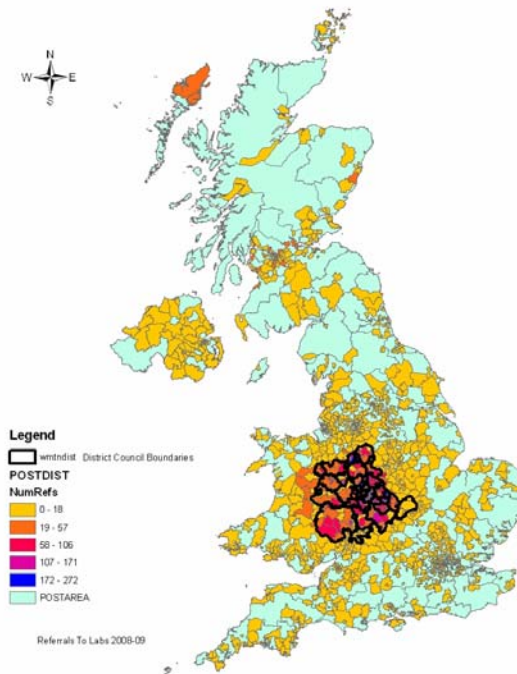 N
W E
S
Legend
wmtndist District Council Boundaries
POSTDIST
NumRefs
0 - 18
19 - 57
58 - 106
107 - 171
172 - 272
POSTAREA
Referrals To Labs 2008-09